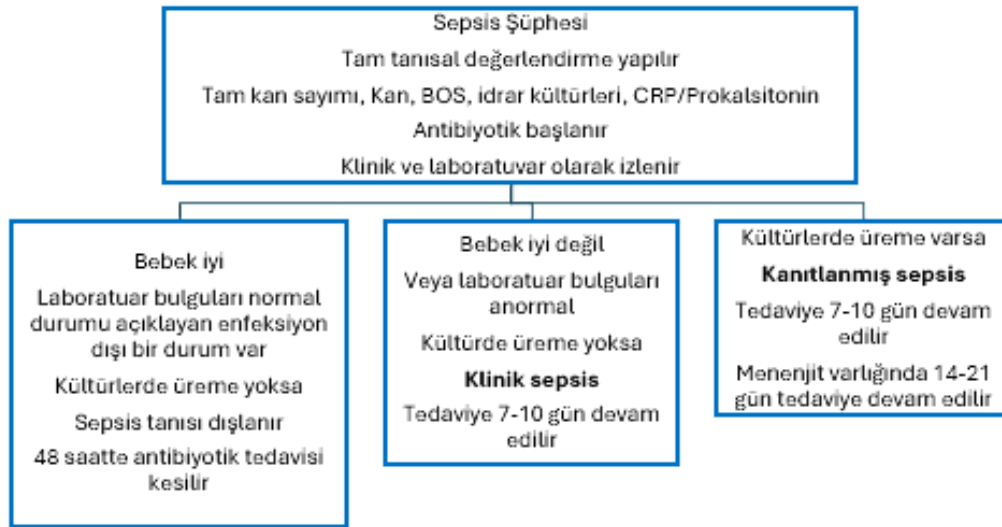 Sepsis Şüphesi
Tam tanısal değerlendirme yapılır
Tam kan sayımı, Kan, BOS, idrar kültürleri, CRP/Prokalsitonin
Antibiyotik başlanır
Klinik ve laboratuvar olarak izlenir
Bebek iyi
Laboratuar bulguları normal
durumu açıklayan enfeksiyon
dışı bir durum var
Kültürlerde üreme yoksa
Sepsis tanısı dışlanır
48 saatte antibiyotik tedavisi
kesilir
Bebek iyi değil
Veya laboratuar bulguları
anormal
Kültürde üreme yoksa
Klinik sepsis
Tedaviye 7-10 gün devam
edilir
Kültürlerde üreme varsa
Kanıtlanmış sepsis
Tedaviye 7-10 gün devam
edilir
Menenjit varlığında 14-21
gün tedaviye devam edilir